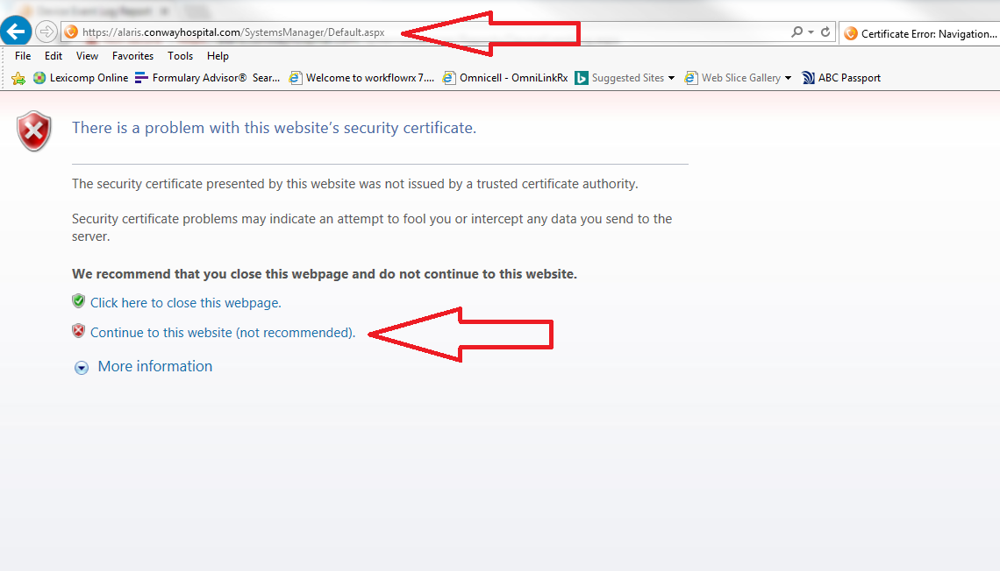 Device Event Log Report
https://alaris.conwayhospital.com/SystemsManager/Default.aspx
Certificate Error: Navigation...
File Edit View Favorites Tools Help
Lexicomp Online Formulary Advisor® Sear... Welcome to workflowrx 7.... Omnicell - OmniLinkRx Suggested Sites Web Slice Gallery ABC Passport
There is a problem with this website's security certificate.
The security certificate presented by this website was not issued by a trusted certificate authority.
Security certificate problems may indicate an attempt to fool you or intercept any data you send to the
server.
We recommend that you close this webpage and do not continue to this website.
Click here to close this webpage.
Continue to this website (not recommended).
More information